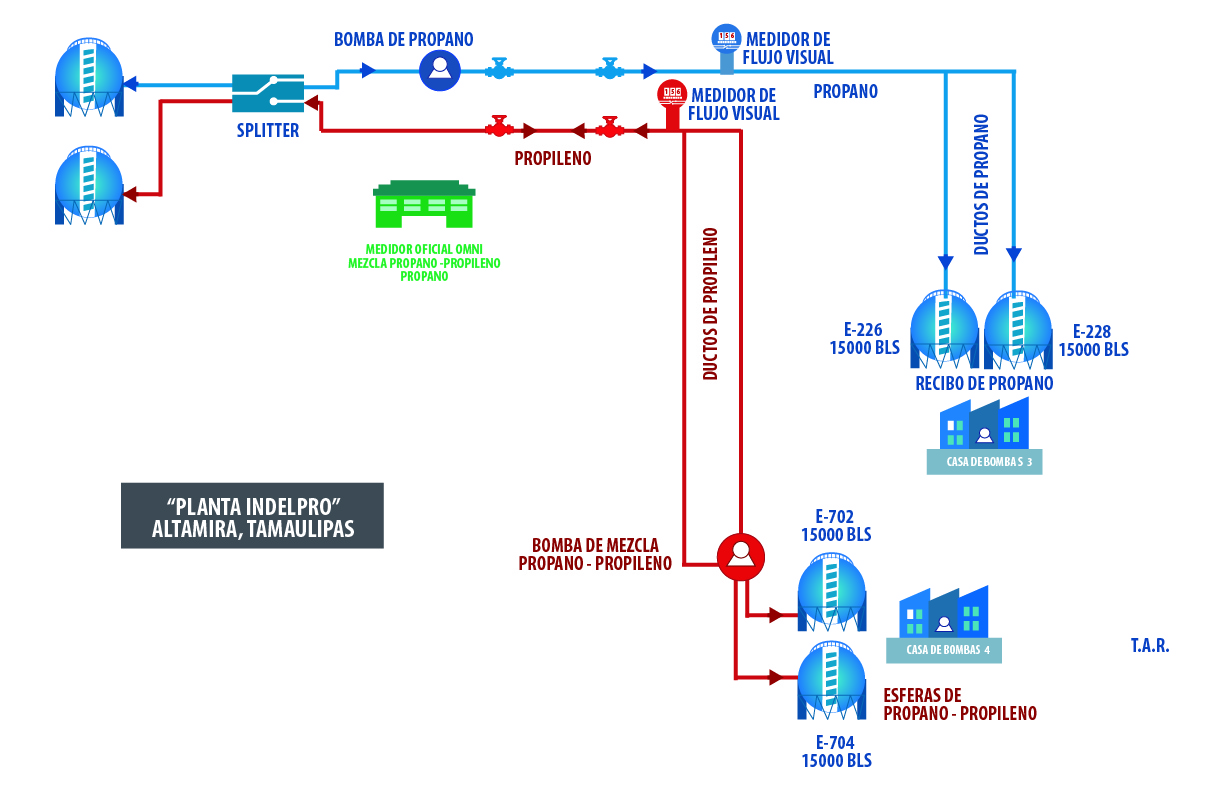 BOMBA DE PROPANO
156
MEDIDOR DE
FLUJO VISUAL
156
MEDIDOR DE
FLUJO VISUAL
PROPANO
SPLITTER
PROPILENO
MEDIDOR OFICIAL OMNI
MEZCLA PROPANO -PROPILENO
PROPANO
DUCTOS DE PROPILENO
DUCTOS DE PROPANO
E-226
15000 BLS
E-228
15000 BLS
RECIBO DE PROPANO
CASA DE BOMBAS 3
“PLANTA INDELPRO”
ALTAMIRA, TAMAULIPAS
BOMBA DE MEZCLA
PROPANO - PROPILENO
E-702
15000 BLS
CASA DE BOMBAS 4
T.A.R.
ESFERAS DE
PROPANO - PROPILENO
E-704
15000 BLS